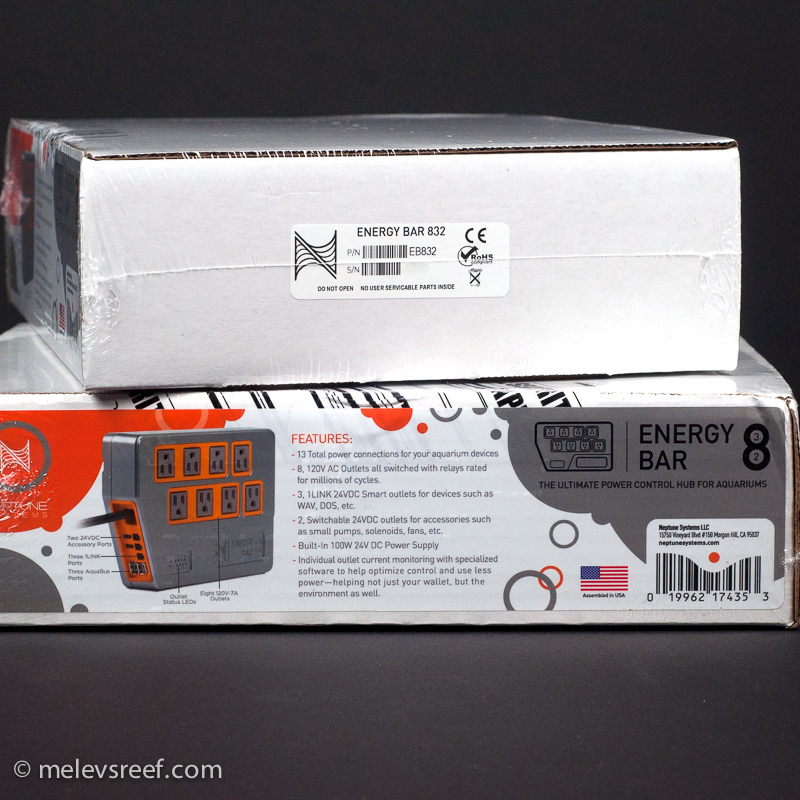 ENERGY BAR 832
P/N EB832
S/N
CE
RoHS
compliant
DO NOT OPEN NO USER SERVICABLE PARTS INSIDE
FEATURES:
- 13 Total power connections for your aquarium devices
- 8, 120V AC Outlets all switched with relays rated
for millions of cycles.
- 3, 1LINK 24VDC Smart outlets for devices such as
WAV, DOS, etc.
- 2, Switchable 24VDC outlets for accessories such
as small pumps, solenoids, fans, etc.
- Built-In 100W 24V DC Power Supply
- Individual outlet current monitoring with specialized
software to help optimize control and use less
power—helping not just your wallet, but the
environment as well.
Two 24VDC
Accessory Ports
Three 1LINK
Ports
Three AquaBus
Ports
Outlet
Status LEDs
Eight 120V-7A
Outlets
ENERGY
BAR
8
3
2
THE ULTIMATE POWER CONTROL HUB FOR AQUARIUMS
Neptune Systems LLC
15750 Vineyard Blvd #150 Morgan Hill, CA 95037
neptunesystems.com
Assembled in USA
0 19962 17435 3
© melevsreef.com